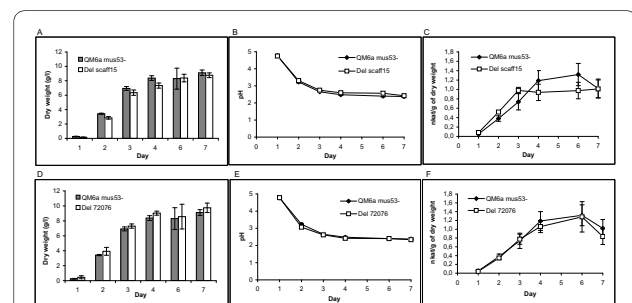 A
QM6a mus53-
Del scaff15
Dry weight (g/l)
12
10
8
6
4
2
0
1 2 3 4 6 7
Day
B
QM6a mus53-
Del scaff15
pH
5
4
3
2
1
0
0 1 2 3 4 5 6 7
Day
C
QM6a mus53-
Del scaff15
nkat/g of dry weight
1,8
1,6
1,4
1,2
1,0
0,8
0,6
0,4
0,2
0,0
0 1 2 3 4 5 6 7
Day
D
QM6a mus53-
Del 72076
Dry weight (g/l)
12
10
8
6
4
2
0
1 2 3 4 6 7
Day
E
QM6a mus53-
Del 72076
pH
5
4
3
2
1
0
0 1 2 3 4 5 6 7
Day
F
QM6a mus53-
Del 72076
nkat/g of dry weight
1,8
1,6
1,4
1,2
1,0
0,8
0,6
0,4
0,2
0,0
0 1 2 3 4 5 6 7
Day